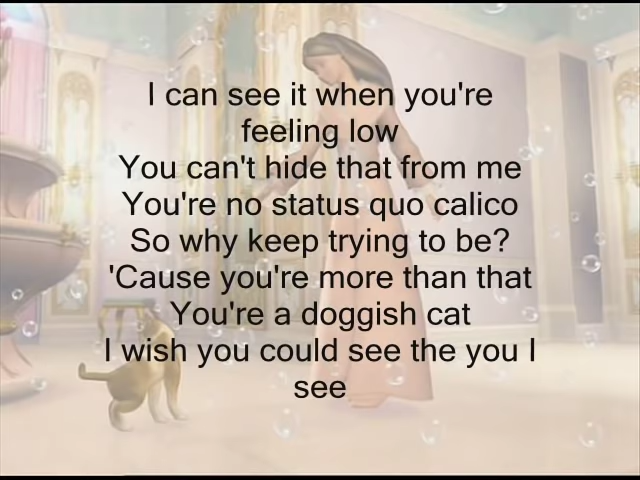 I can see it when you're
feeling low
You can't hide that from me
You're no status quo calico
So why keep trying to be?
'Cause you're more than that
You're a doggish cat
I wish you could see the you I
see